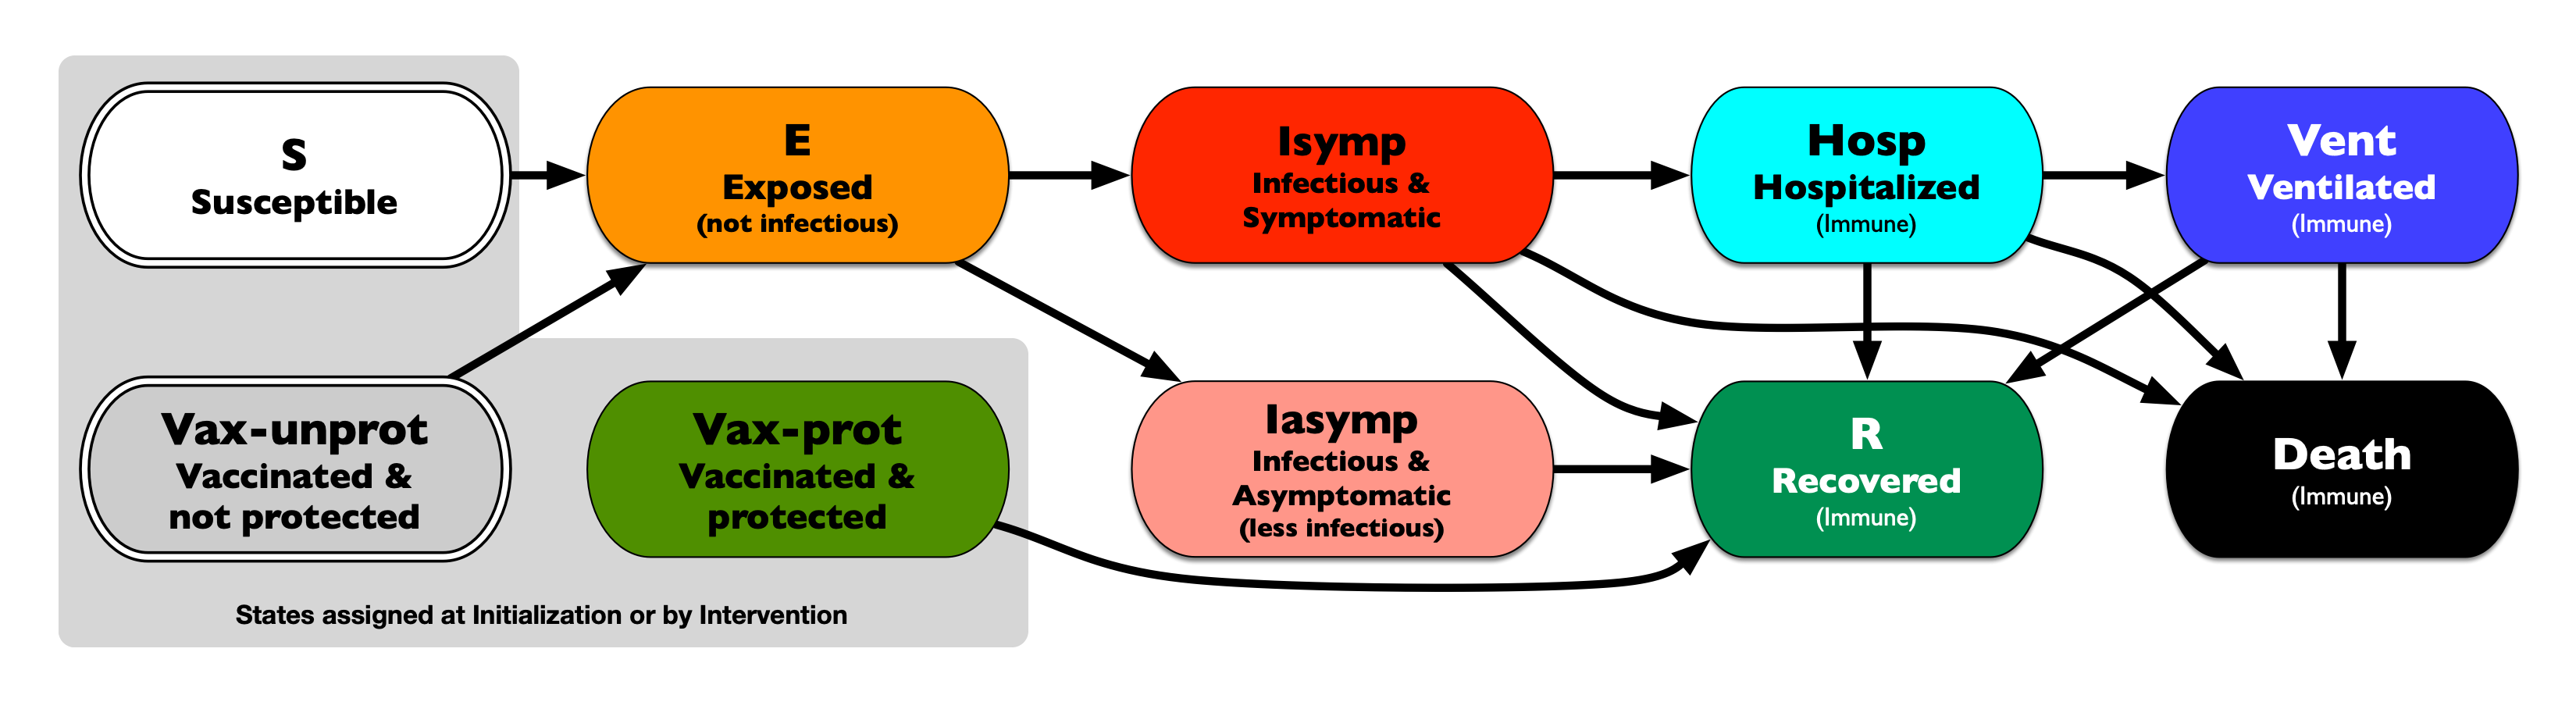 S
Susceptible
E
Exposed
(not infectious)
Isymp
Infectious &
Symptomatic
Hosp
Hospitalized
(Immune)
Vent
Ventilated
(Immune)
Vax-unprot
Vaccinated &
not protected
Vax-prot
Vaccinated &
protected
Iasymp
Infectious &
Asymptomatic
(less infectious)
R
Recovered
(Immune)
Death
(Immune)
States assigned at Initialization or by Intervention